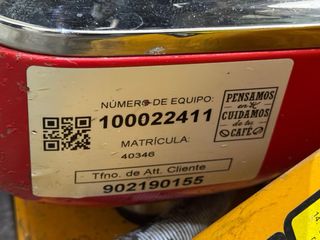 NÚMERO DE EQUIPO:
100022411
MATRÍCULA:
40346
Tfno. de Att. Cliente
902190155
PENSAMOS
en ti
CUIDAMOS
de tu
CAFÉ